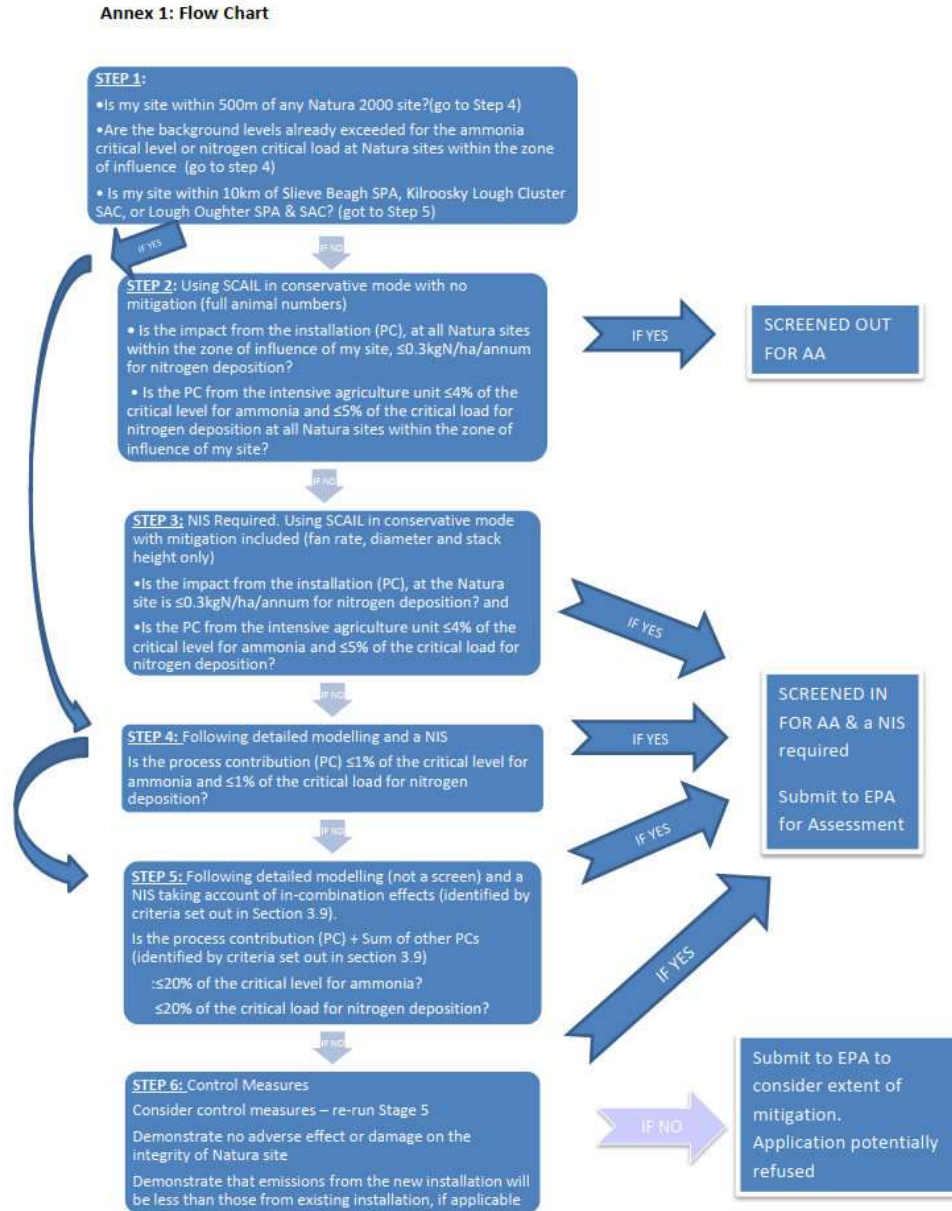 Annex 1: Flow Chart
STEP 1:
•Is my site within 500m of any Natura 2000 site?(go to Step 4)
•Are the background levels already exceeded for the ammonia
critical level or nitrogen critical load at Natura sites within the zone
of influence (go to step 4)
• Is my site within 10km of Slieve Beagh SPA, Kilroosky Lough Cluster
SAC, or Lough Oughter SPA & SAC? (got to Step 5)
IF YES
IF NO
STEP 2: Using SCAIL in conservative mode with no
mitigation (full animal numbers)
• Is the impact from the installation (PC), at all Natura sites
within the zone of influence of my site, ≤0.3kgN/ha/annum
for nitrogen deposition?
• Is the PC from the intensive agriculture unit ≤4% of the
critical level for ammonia and ≤5% of the critical load for
nitrogen deposition at all Natura sites within the zone of
influence of my site?
IF YES
SCREENED OUT
FOR AA
IF NO
STEP 3: NIS Required. Using SCAIL in conservative mode
with mitigation included (fan rate, diameter and stack
height only)
•Is the impact from the installation (PC), at the Natura
site is ≤0.3kgN/ha/annum for nitrogen deposition? and
•Is the PC from the intensive agriculture unit ≤4% of the
critical level for ammonia and ≤5% of the critical load for
nitrogen deposition?
IF YES
IF NO
STEP 4: Following detailed modelling and a NIS
Is the process contribution (PC) ≤1% of the critical level for
ammonia and ≤1% of the critical load for nitrogen
deposition?
IF YES
SCREENED IN
FOR AA & a NIS
required
Submit to EPA
for Assessment
IF NO
STEP 5: Following detailed modelling (not a screen) and a
NIS taking account of in-combination effects (identified by
criteria set out in Section 3.9).
Is the process contribution (PC) + Sum of other PCs
(identified by criteria set out in section 3.9)
:≤20% of the critical level for ammonia?
≤20% of the critical load for nitrogen deposition?
IF YES
IF NO
STEP 6: Control Measures
Consider control measures – re-run Stage 5
Demonstrate no adverse effect or damage on the
integrity of Natura site
Demonstrate that emissions from the new installation will
be less than those from existing installation, if applicable
IF YES
IF NO
Submit to EPA to
consider extent of
mitigation.
Application potentially
refused